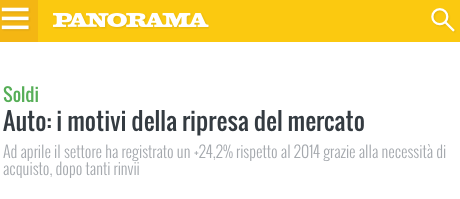 PANORAMA
Soldi
Auto: i motivi della ripresa del mercato
Ad aprile il settore ha registrato un +24,2% rispetto al 2014 grazie alla necessità di
acquisto, dopo tanti rinvii